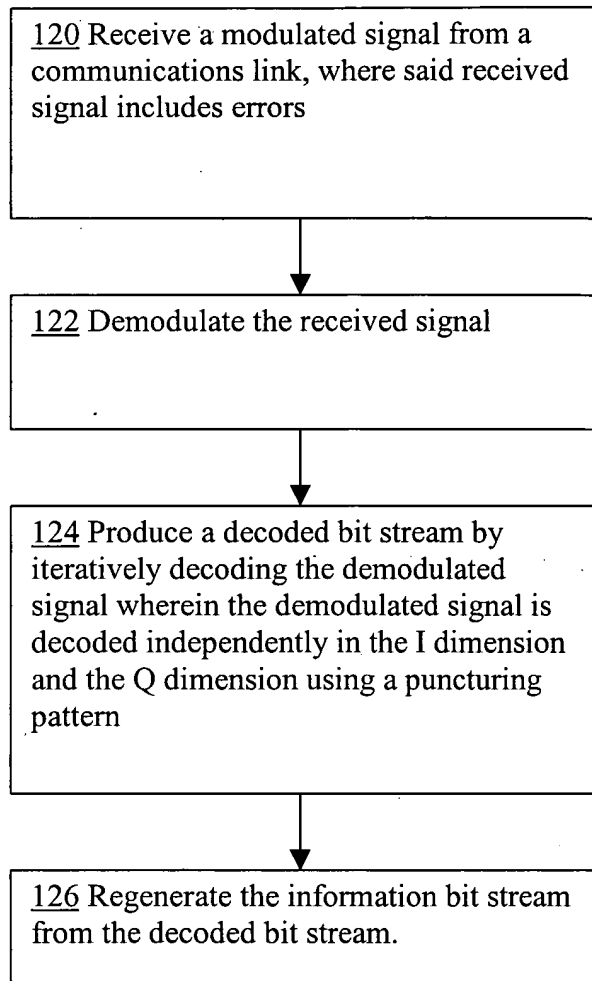 120 Receive a modulated signal from a
communications link, where said received
signal includes errors
122 Demodulate the received signal
124 Produce a decoded bit stream by
iteratively decoding the demodulated
signal wherein the demodulated signal is
decoded independently in the I dimension
and the Q dimension using a puncturing
pattern
126 Regenerate the information bit stream
from the decoded bit stream.